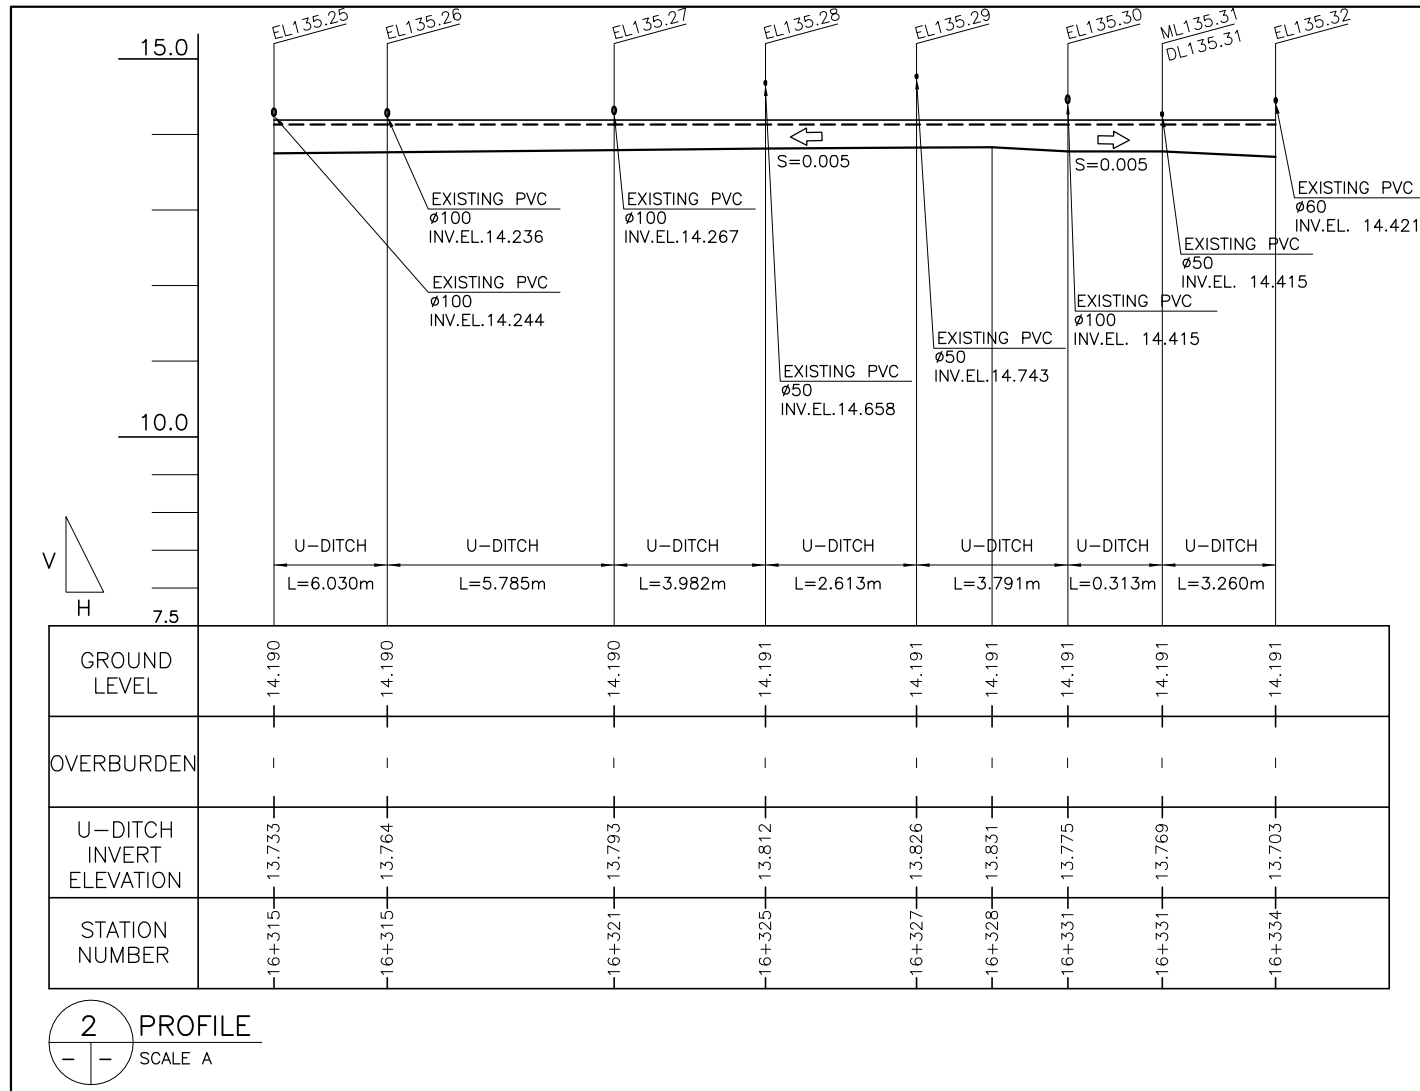 EL135.25
EL135.26
EL135.27
EL135.28
EL135.29
EL135.30
ML135.31
DL135.31
EL135.32
15.0
S=0.005
S=0.005
EXISTING PVC
ø100
INV.EL.14.236
EXISTING PVC
ø100
INV.EL.14.267
EXISTING PVC
ø60
INV.EL. 14.421
EXISTING PVC
ø50
INV.EL. 14.415
EXISTING PVC
ø100
INV.EL.14.244
EXISTING PVC
ø100
INV.EL. 14.415
EXISTING PVC
ø50
INV.EL.14.743
EXISTING PVC
ø50
INV.EL.14.658
10.0
V
H
7.5
U-DITCH U-DITCH U-DITCH U-DITCH U-DITCH U-DITCH U-DITCH
L=6.030m L=5.785m L=3.982m L=2.613m L=3.791m L=0.313m L=3.260m
GROUND
LEVEL
14.190 14.190 14.190 14.191 14.191 14.191 14.191 14.191 14.191
OVERBURDEN
- - - - - - - - -
U-DITCH
INVERT
ELEVATION
13.733 13.764 13.793 13.812 13.826 13.831 13.775 13.769 13.703
STATION
NUMBER
16+315 16+315 16+321 16+325 16+327 16+328 16+331 16+331 16+334
2
- -
PROFILE
SCALE A